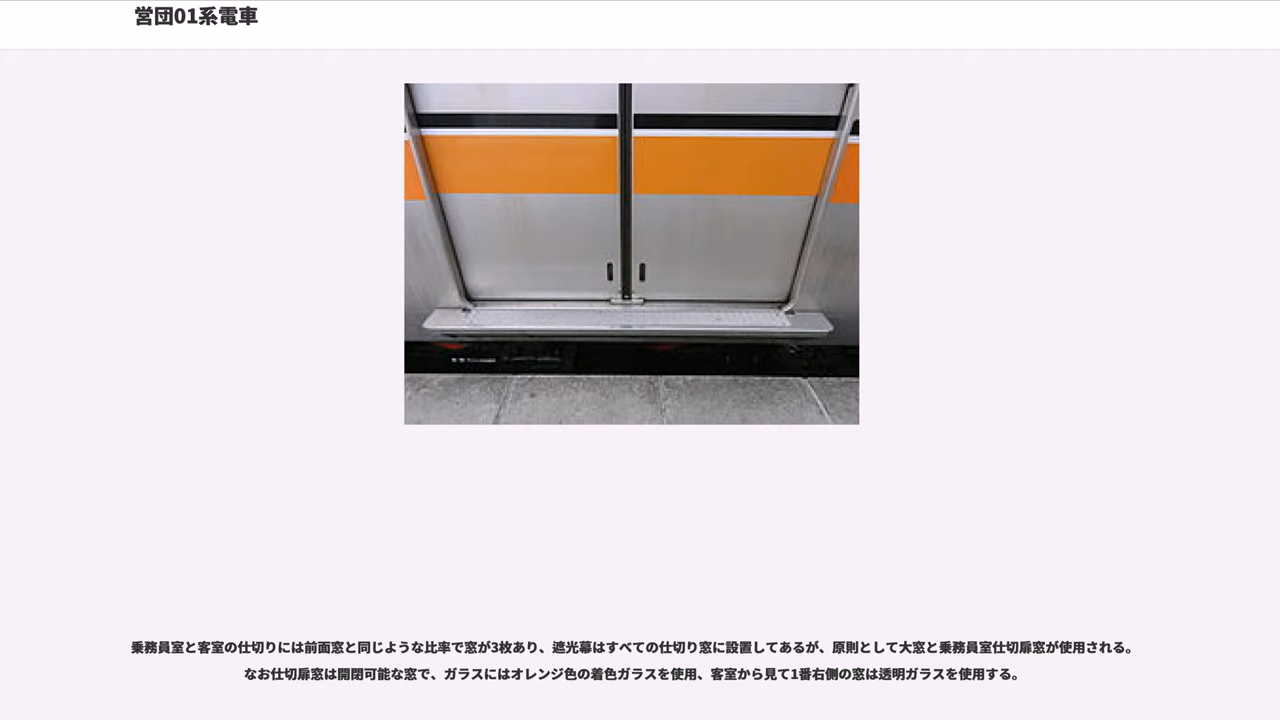 営団01系電車
乗務員室と客室の仕切りには前面窓と同じような比率で窓が3枚あり、遮光幕はすべての仕切り窓に設置してあるが、原則として大窓と乗務員室仕切扉窓が使用される。
なお仕切扉窓は開閉可能な窓で、ガラスにはオレンジ色の着色ガラスを使用、客室から見て1番右側の窓は透明ガラスを使用する。